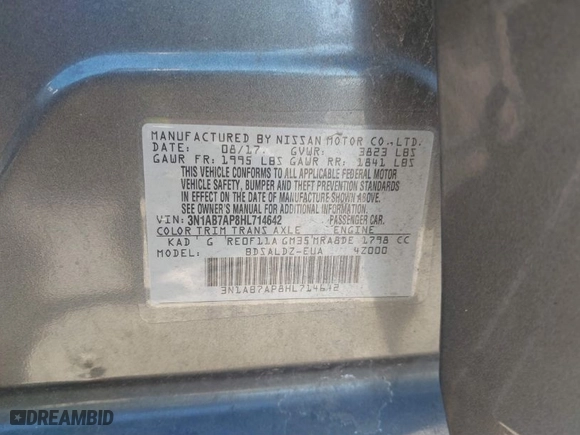 MANUFACTURED BY NISSAN MOTOR CO.,LTD.
DATE: 08/17 GVWR: 3823 LBS
GAWR FR: 1995 LBS GAWR RR: 1841 LBS
THIS VEHICLE CONFORMS TO ALL APPLICABLE FEDERAL MOTOR
VEHICLE SAFETY, BUMPER AND THEFT PREVENTION STANDARDS
IN EFFECT ON THE DATE OF MANUFACTURE SHOWN ABOVE.
SEE OWNER'S MANUAL FOR ADDITIONAL INFORMATION
VIN: 3N1AB7AP8HL714642 PASSENGER CAR.
COLOR TRIM TRANS AXLE ENGINE
KAD G RE0F11A GM35 MRA8DE 1798 CC
MODEL: BDSALDZ-EUA 4Z000
3N1AB7AP8HL714642
DREAMBID